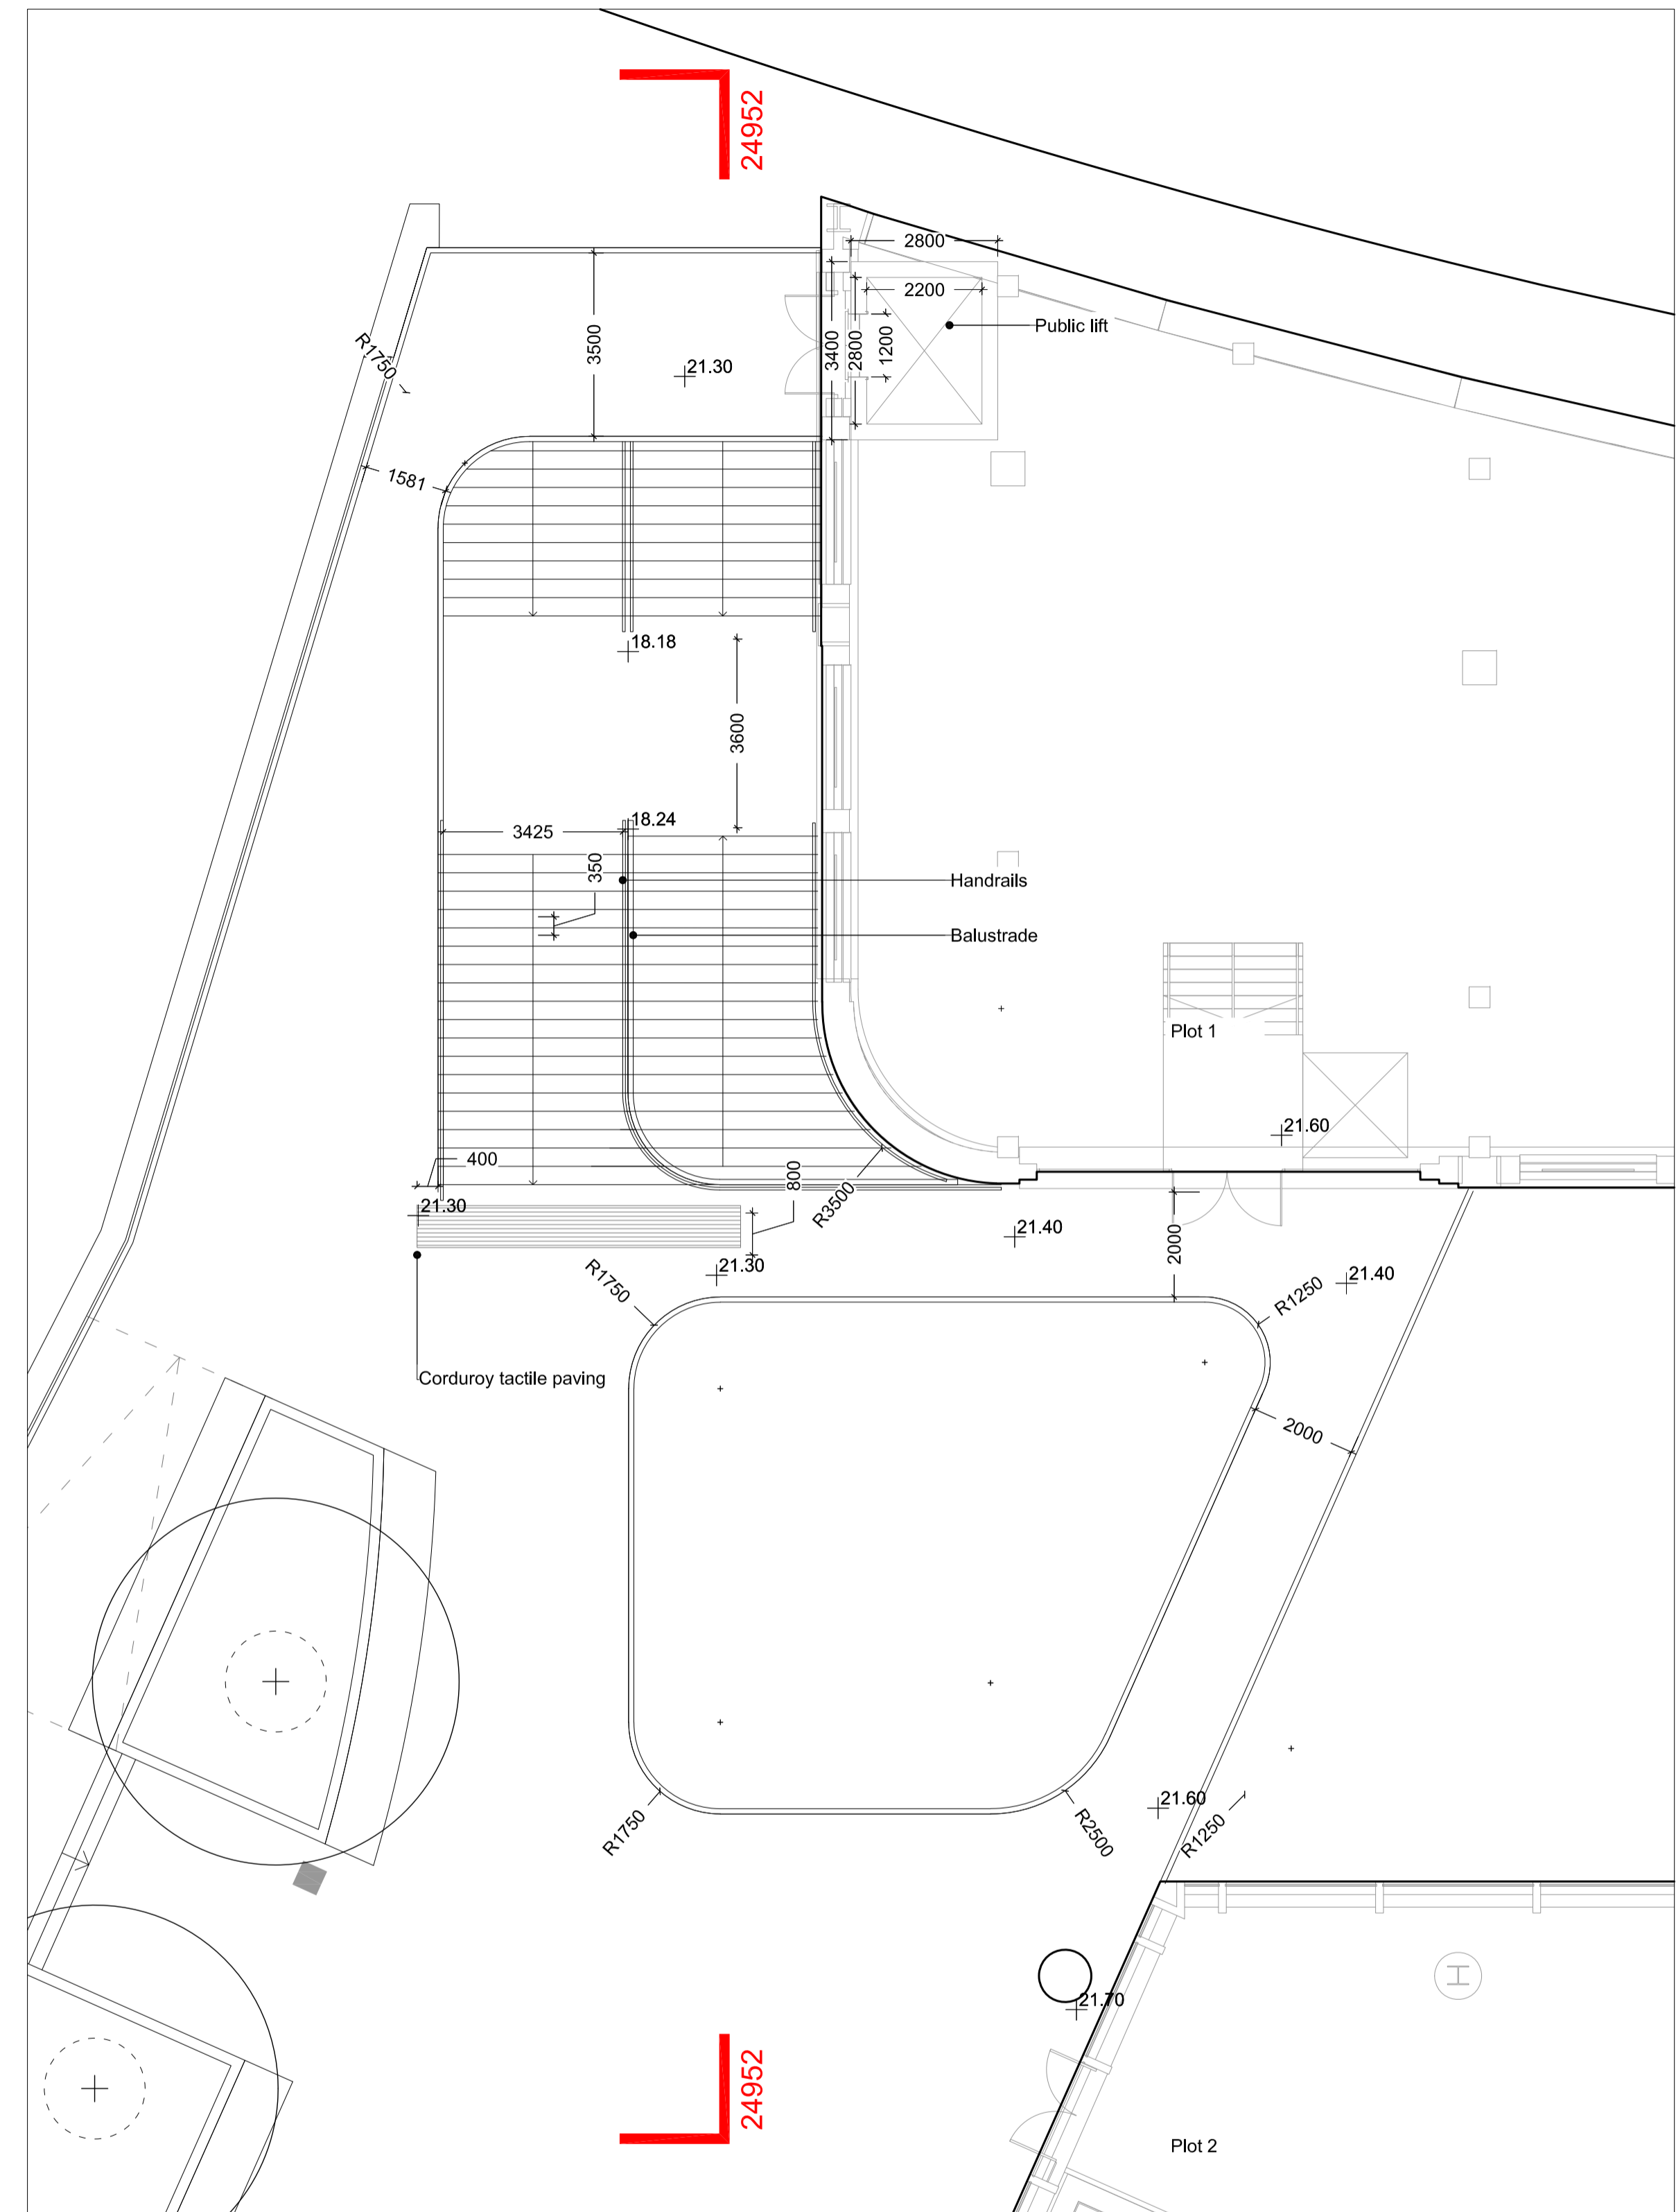 24952
2800
2200
Public lift
R1750
3500
3400
2800
1200
21.30
1581
18.18
3600
18.24
3425
350
Handrails
Balustrade
Plot 1
21.60
400
800
R3500
21.30
21.40
2000
21.30
21.40
R1750
R1250
Corduroy tactile paving
2000
21.60
R1750
R2500
R1250
21.70
24952
Plot 2